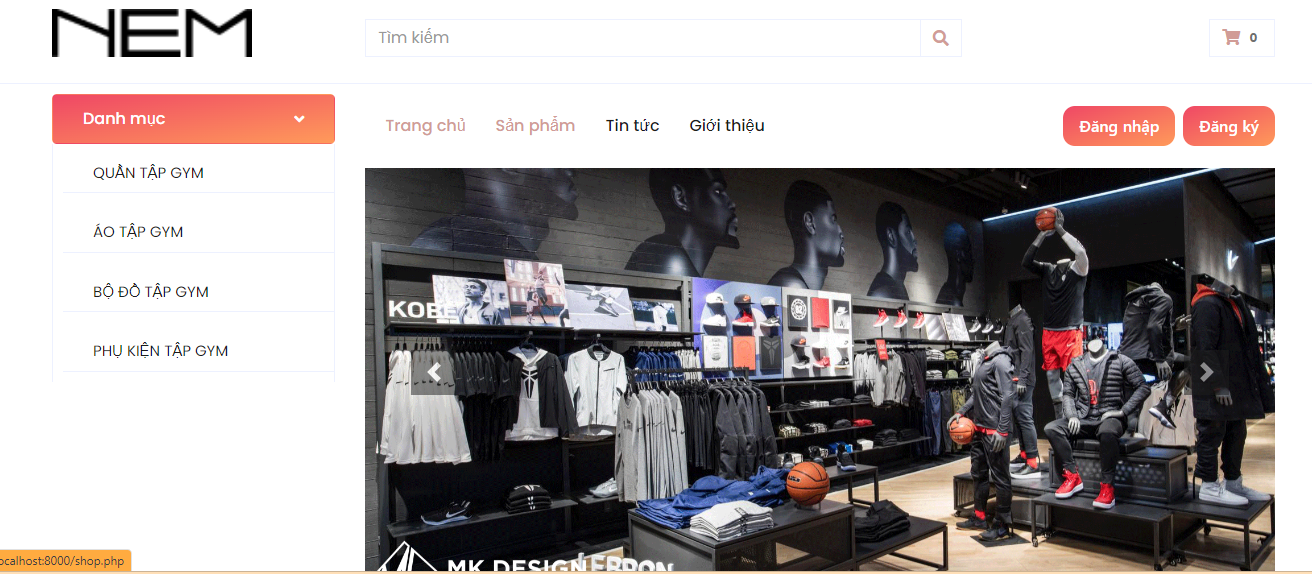 NEM
Tìm kiếm
0
Danh mục
Trang chủ
Sản phẩm
Tin tức
Giới thiệu
Đăng nhập
Đăng ký
QUẦN TẬP GYM
ÁO TẬP GYM
BỘ ĐỒ TẬP GYM
PHỤ KIỆN TẬP GYM
KOBE
MK DESIGN
LEBRON
ocalhost:8000/shop.php